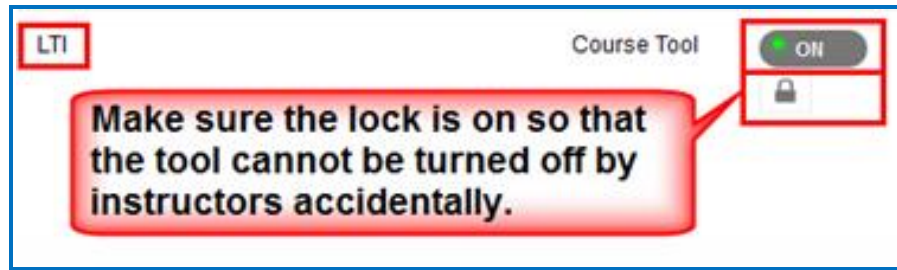 LTI Course Tool ON
Make sure the lock is on so that
the tool cannot be turned off by
instructors accidentally.